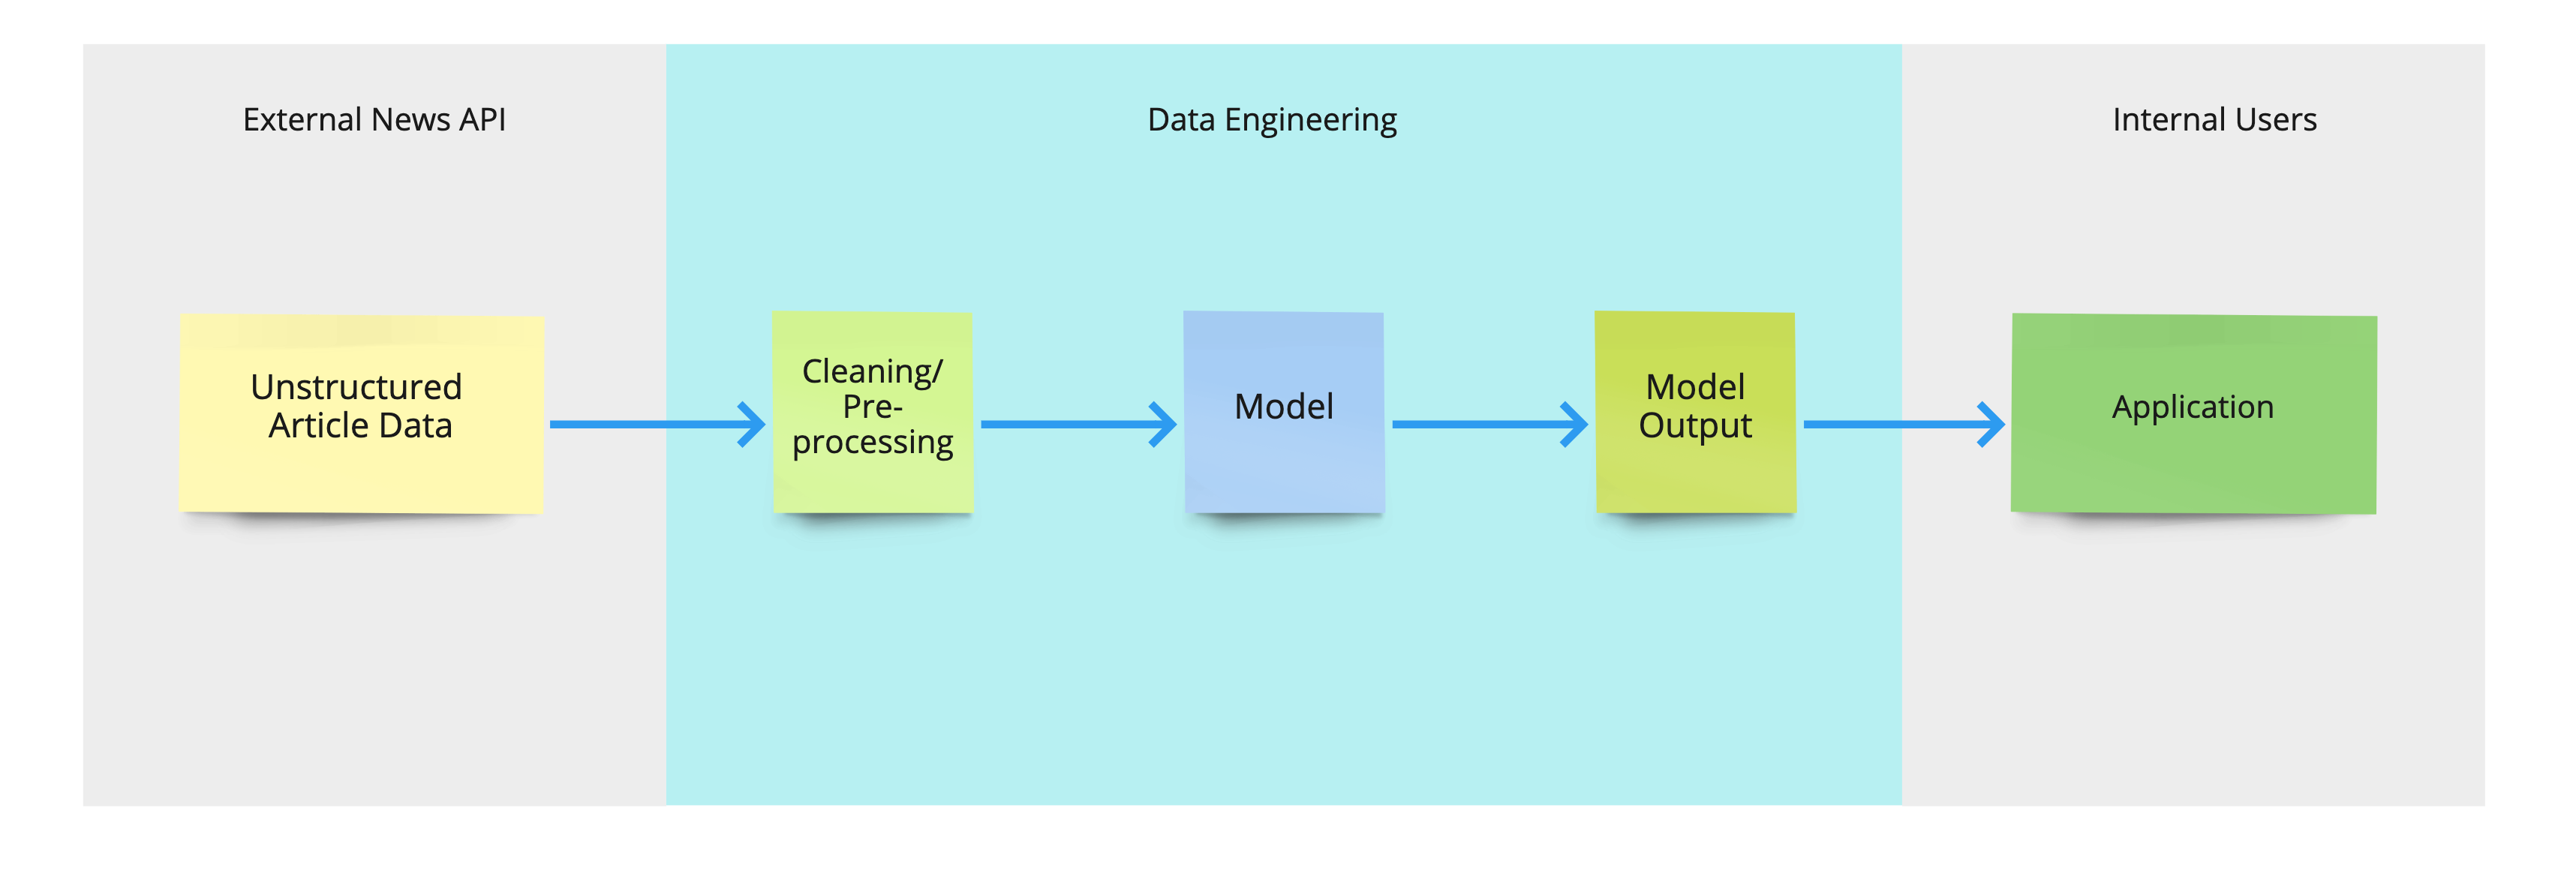 External News API
Data Engineering
Internal Users
Unstructured
Article Data
Cleaning/
Pre-
processing
Model
Model
Output
Application